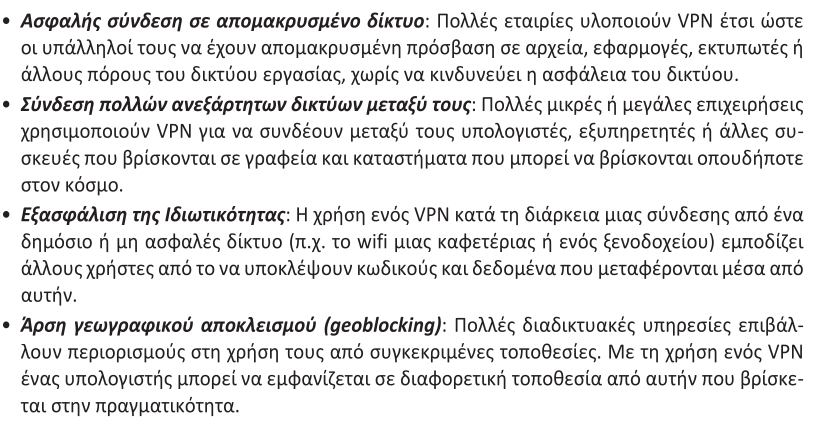 • Ασφαλής σύνδεση σε απομακρυσμένο δίκτυο: Πολλές εταιρίες υλοποιούν VPN έτσι ώστε
οι υπάλληλοί τους να έχουν απομακρυσμένη πρόσβαση σε αρχεία, εφαρμογές, εκτυπωτές ή
άλλους πόρους του δικτύου εργασίας, χωρίς να κινδυνεύει η ασφάλεια του δικτύου.
• Σύνδεση πολλών ανεξάρτητων δικτύων μεταξύ τους: Πολλές μικρές ή μεγάλες επιχειρήσεις
χρησιμοποιούν VPN για να συνδέουν μεταξύ τους υπολογιστές, εξυπηρετητές ή άλλες συ-
σκευές που βρίσκονται σε γραφεία και καταστήματα που μπορεί να βρίσκονται οπουδήποτε
στον κόσμο.
• Εξασφάλιση της Ιδιωτικότητας: Η χρήση ενός VPN κατά τη διάρκεια μιας σύνδεσης από ένα
δημόσιο ή μη ασφαλές δίκτυο (π.χ. το wifi μιας καφετέριας ή ενός ξενοδοχείου) εμποδίζει
άλλους χρήστες από το να υποκλέψουν κωδικούς και δεδομένα που μεταφέρονται μέσα από
αυτήν.
• Άρση γεωγραφικού αποκλεισμού (geoblocking): Πολλές διαδικτυακές υπηρεσίες επιβάλ-
λουν περιορισμούς στη χρήση τους από συγκεκριμένες τοποθεσίες. Με τη χρήση ενός VPN
ένας υπολογιστής μπορεί να εμφανίζεται σε διαφορετική τοποθεσία από αυτήν που βρίσκε-
ται στην πραγματικότητα.